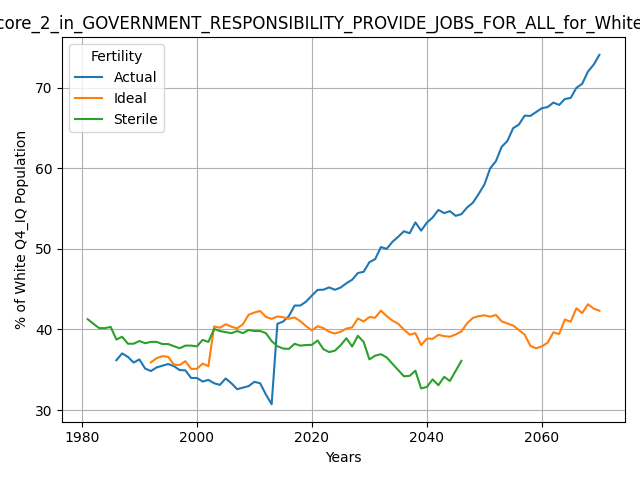 core_2_in_GOVERNMENT_RESPONSIBILITY_PROVIDE_JOBS_FOR_ALL_for_White
Fertility
Actual
Ideal
Sterile
% of White Q4_IQ Population
70
60
50
40
30
1980
2000
2020
2040
2060
Years